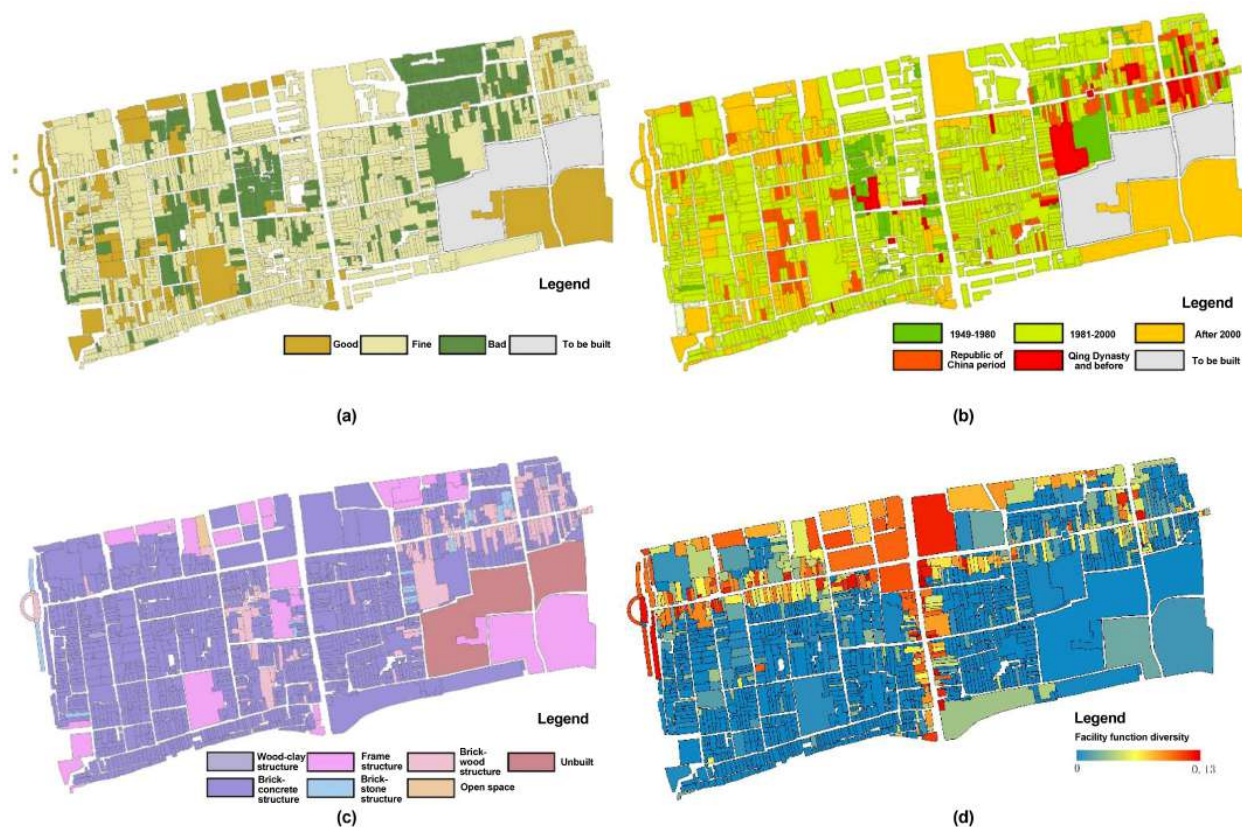 Legend
Good Fine Bad To be built
(a)
Legend
1949-1980 1981-2000 After 2000
Republic of
China period
Qing Dynasty
and before
To be built
(b)
Legend
Wood-clay
structure
Frame
structure
Brick-
wood
structure
Unbuilt
Brick-
concrete
structure
Brick-
stone
structure
Open space
(c)
Legend
Facility function diversity
0 0, 13
(d)